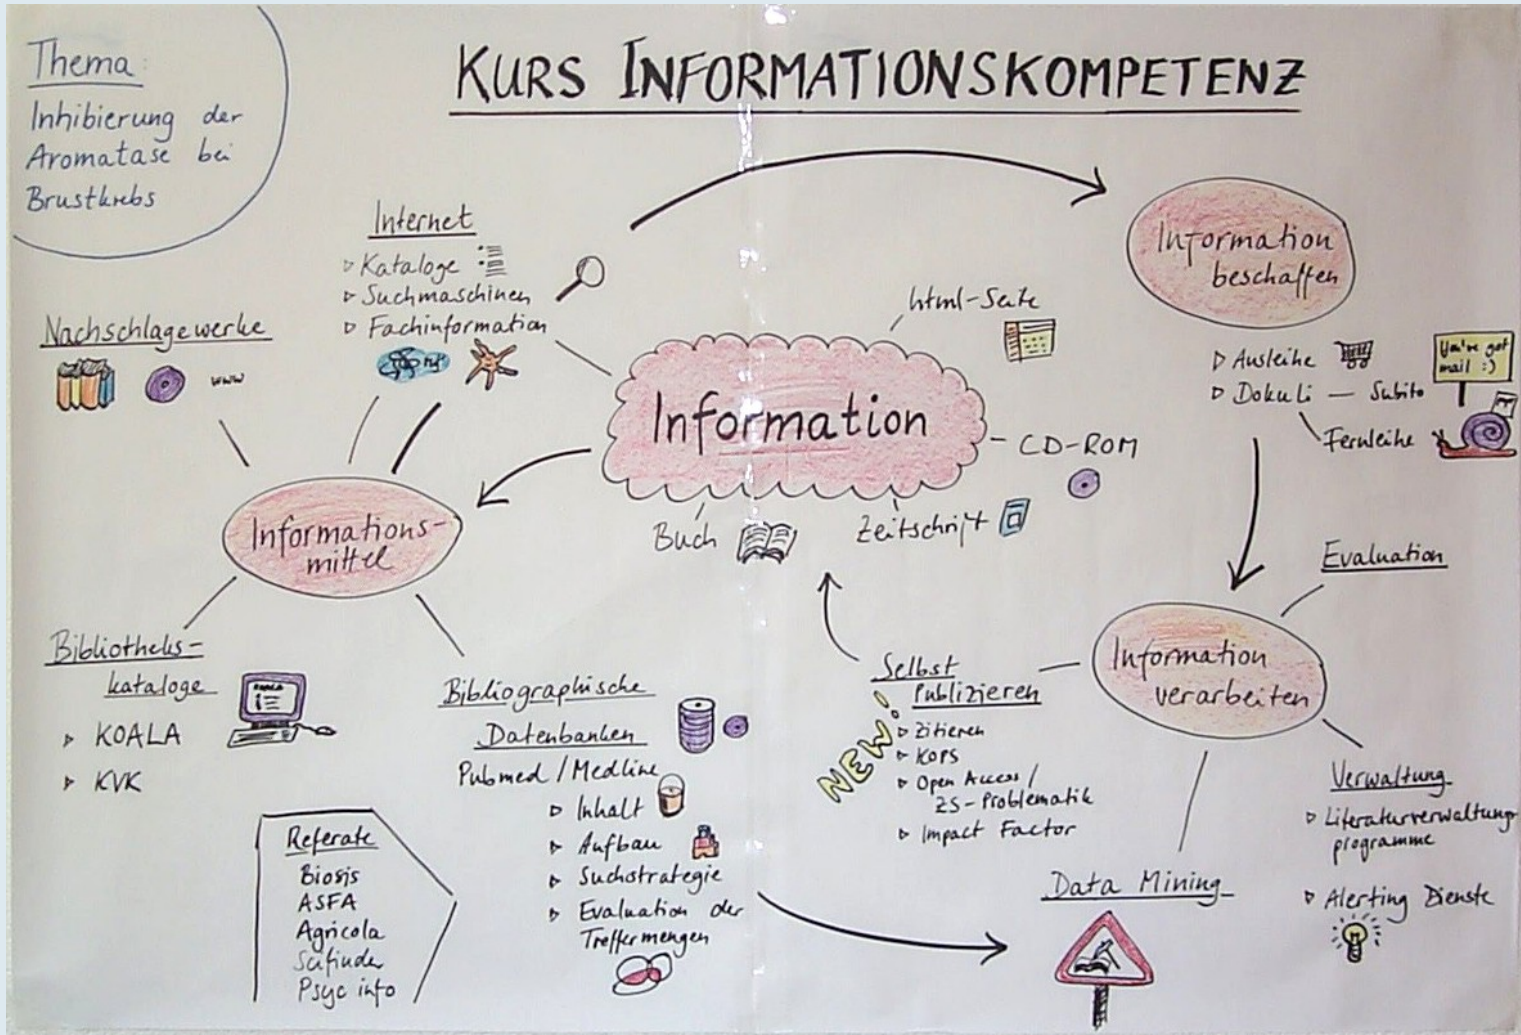 Thema:
Inhibierung der
Aromatase bei
Brustkrebs
KURS INFORMATIONSKOMPETENZ
Internet
▹ Kataloge
▹ Suchmaschinen
▹ Fachinformation
Nachschlagewerke
www
Information
html-Seite
CD-ROM
Zeitschrift
Buch
Information
beschaffen
▹ Ausleihe
▹ Dokuli — Subito
Fernleihe
You've got
mail :)
Informations-
mittel
Bibliotheks-
kataloge
▹ KOALA
▹ KVK
KOALA
Bibliographische
Datenbanken
Pubmed / Medline
▹ Inhalt
▹ Aufbau
▹ Suchstrategie
▹ Evaluation der
Treffermengen
Referate
Biosis
ASFA
Agricola
Scifinder
Psyc info
Information
verarbeiten
Evaluation
Selbst
Publizieren
NEW!
▹ Zitieren
▹ KOPS
▹ Open Access /
ZS-Problematik
▹ Impact Factor
Data Mining
Verwaltung
▹ Literaturverwaltungs
programme
▹ Alerting Dienste